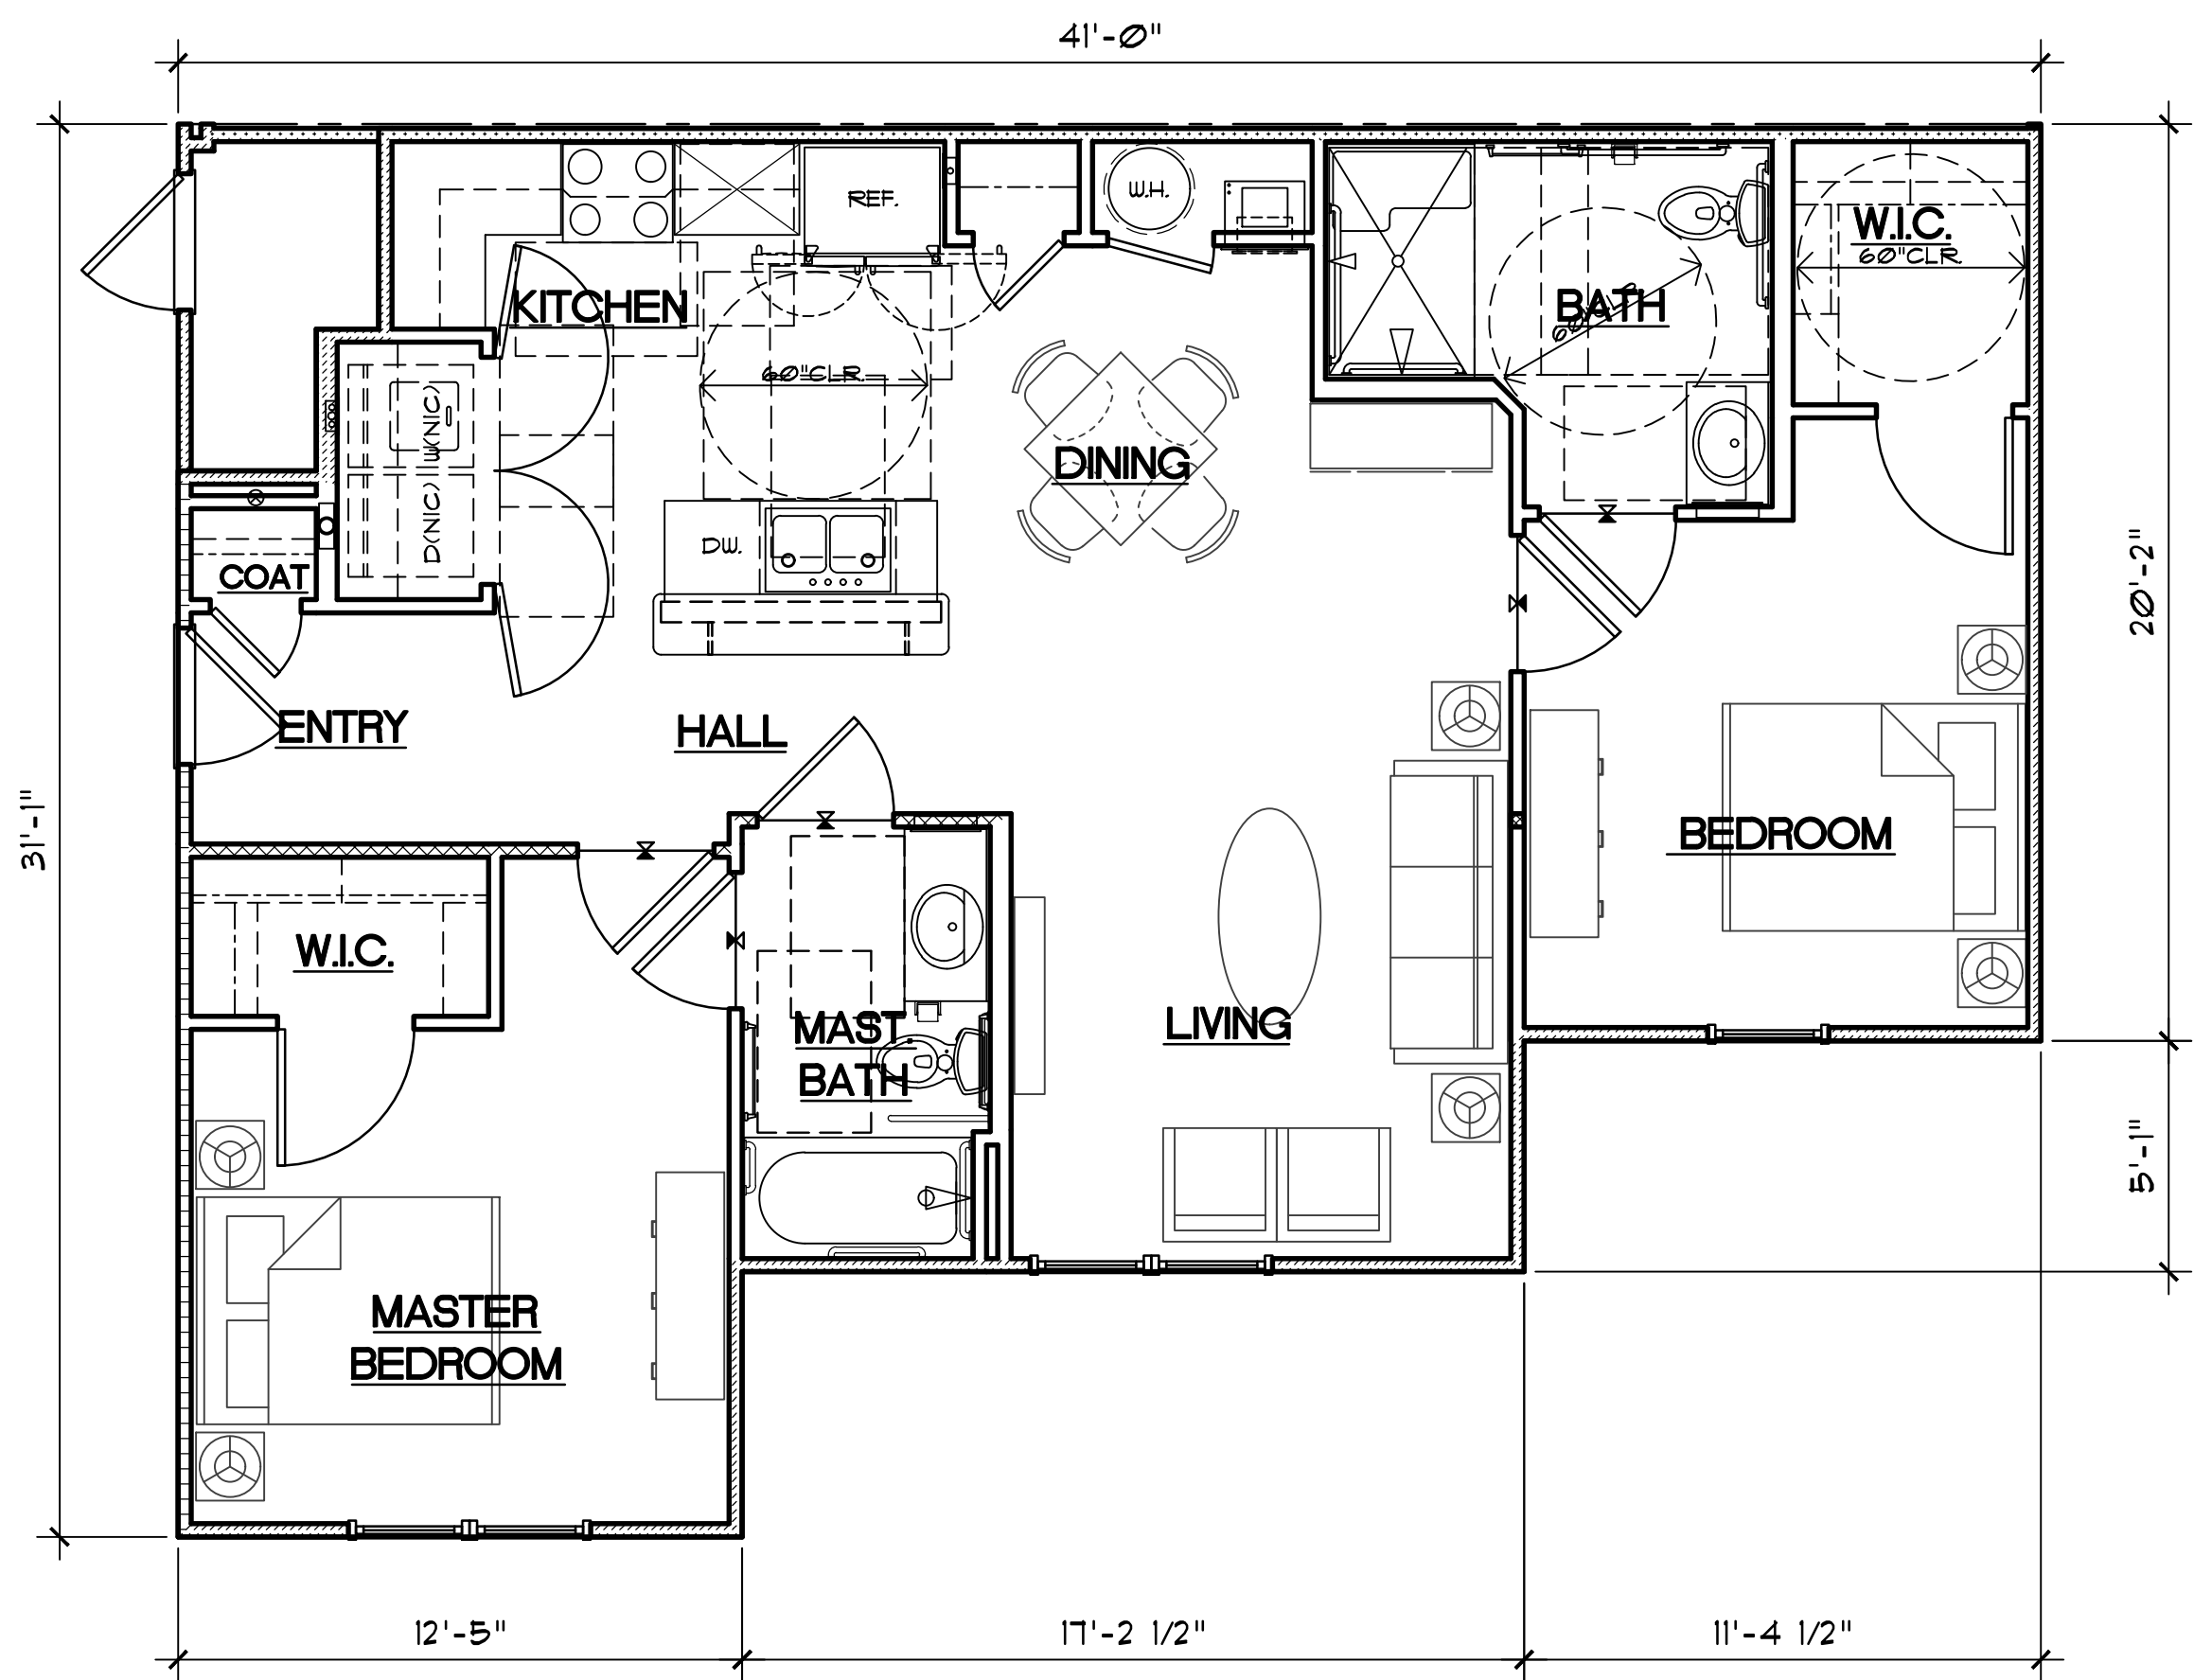 41'-0"
W.H.
REF.
W.I.C.
60"CLR.
KITCHEN
BATH
60"CLR.
W(NIC)
DINING
D(NIC)
DW.
COAT
20'-2"
ENTRY
HALL
31'-1"
BEDROOM
W.I.C.
MAST.
BATH
LIVING
5'-1"
MASTER
BEDROOM
12'-5"
17'-2 1/2"
11'-4 1/2"